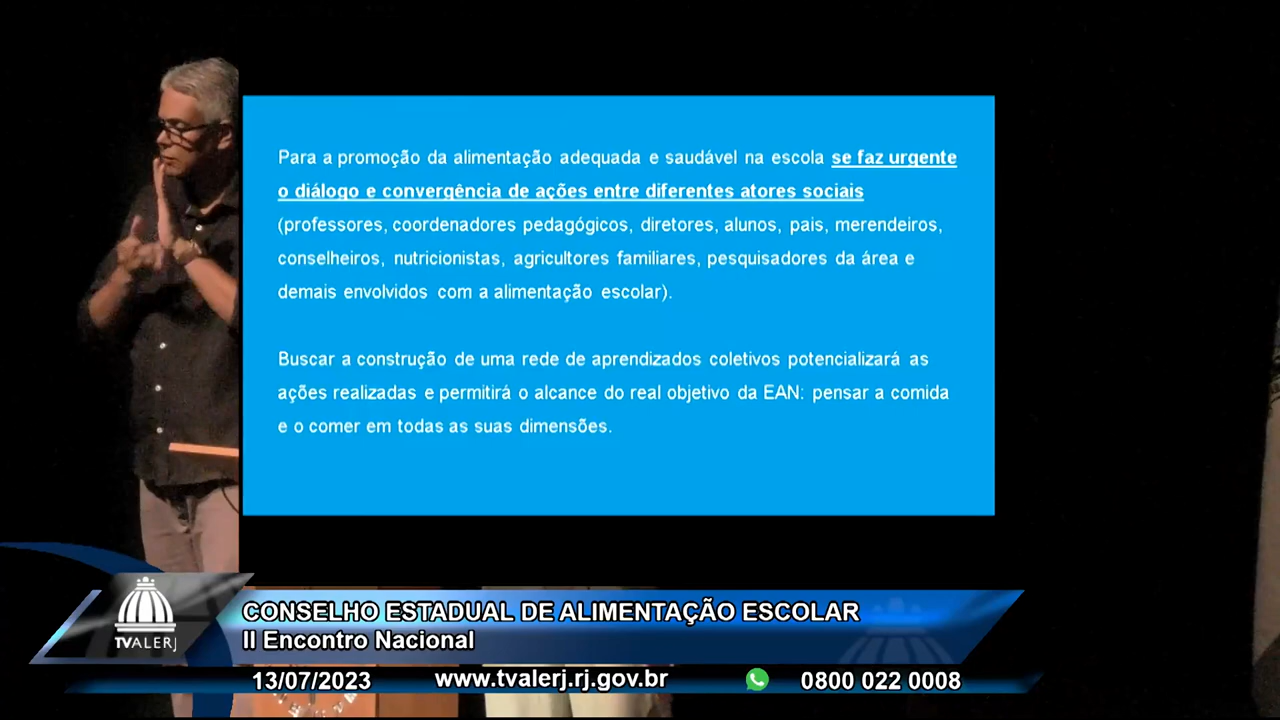 Para a promoção da alimentação adequada e saudável na escola se faz urgente
o diálogo e convergência de ações entre diferentes atores sociais
(professores, coordenadores pedagógicos, diretores, alunos, pais, merendeiros,
conselheiros, nutricionistas, agricultores familiares, pesquisadores da área e
demais envolvidos com a alimentação escolar).
Buscar a construção de uma rede de aprendizados coletivos potencializará as
ações realizadas e permitirá o alcance do real objetivo da EAN: pensar a comida
e o comer em todas as suas dimensões.
CONSELHO ESTADUAL DE ALIMENTAÇÃO ESCOLAR
II Encontro Nacional
TVALERJ
13/07/2023 www.tvalerj.rj.gov.br 0800 022 0008